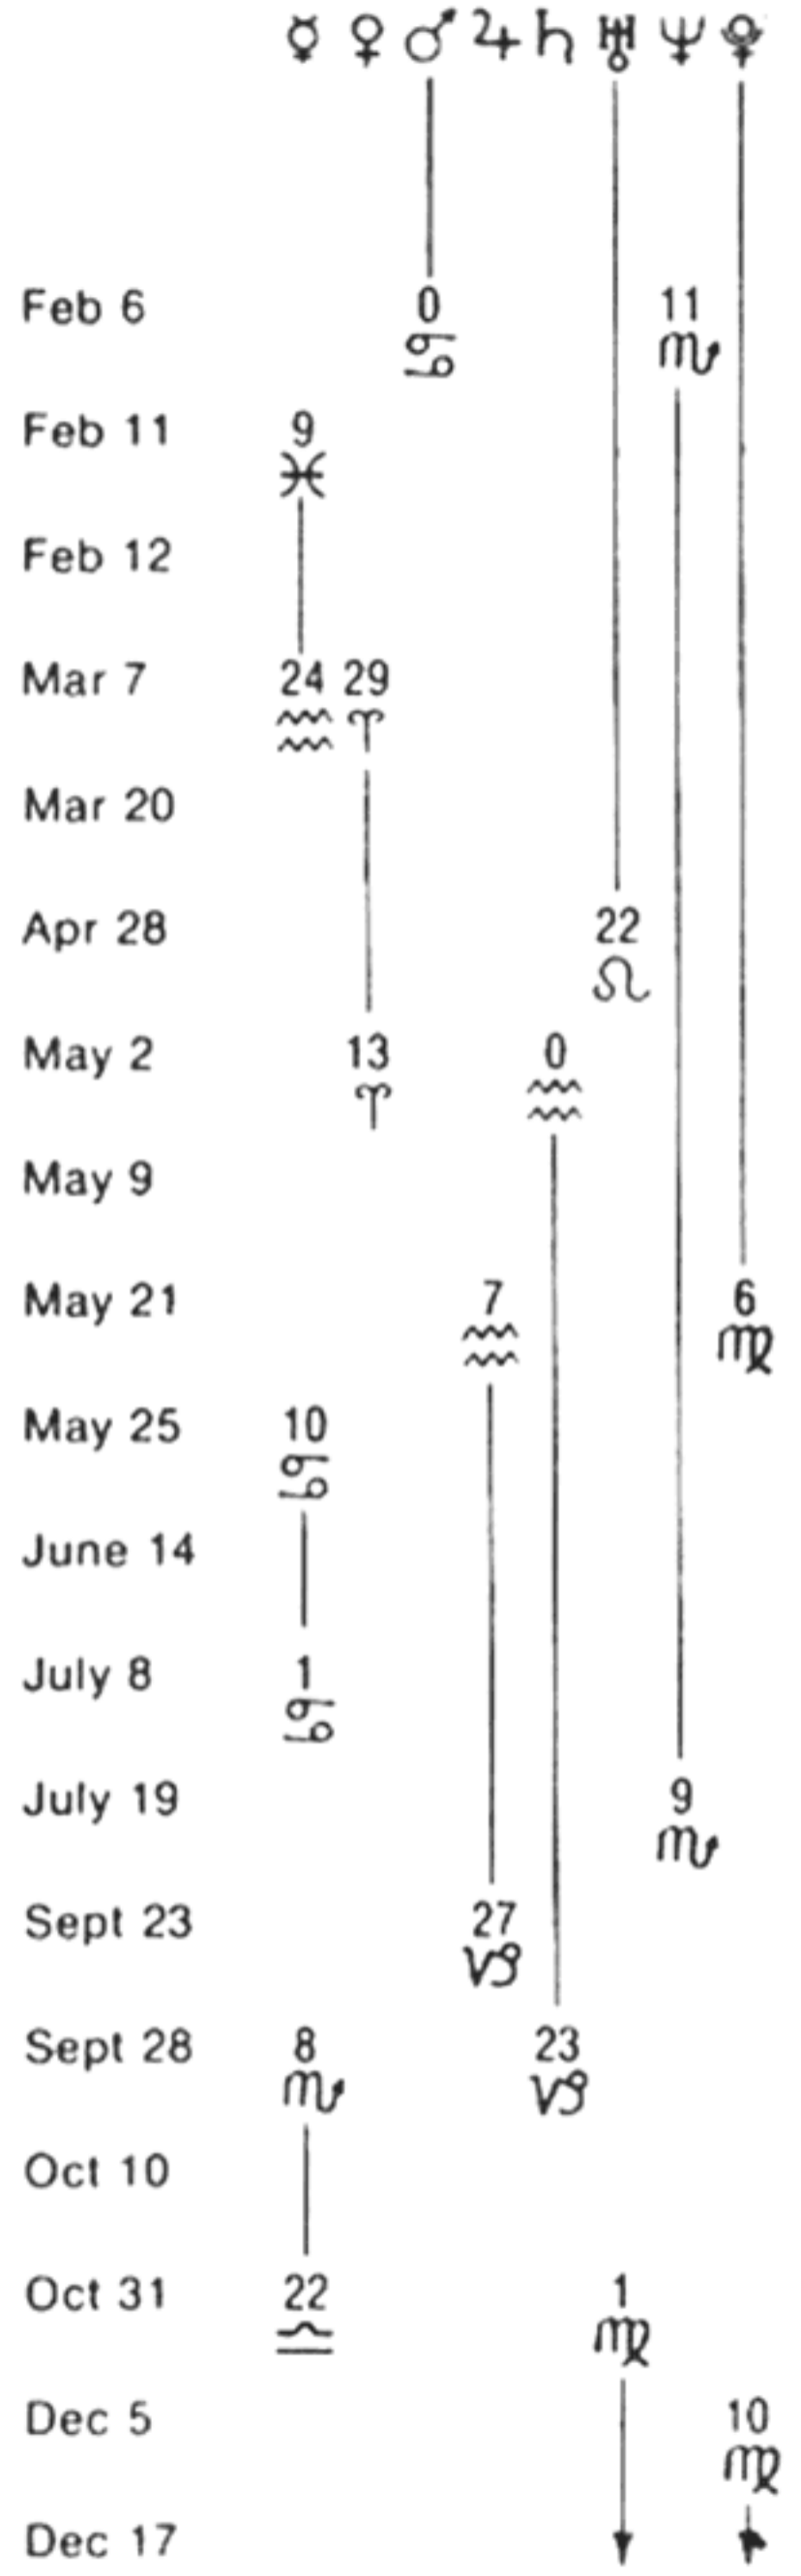 ☿ ♀ ♂ ♃ ♄ ♅ ♆ ♇
Feb 6 0 11
♋ ♏
Feb 11 9
♓
Feb 12
Mar 7 24 29
♒ ♈
Mar 20
Apr 28 22
♌
May 2 13 0
♈ ♒
May 9
May 21 7 6
♒ ♍
May 25 10
♋
June 14
July 8 1
♋
July 19 9
♏
Sept 23 27
♑
Sept 28 8 23
♏ ♑
Oct 10
Oct 31 22 1
♎ ♍
Dec 5 10
♍
Dec 17